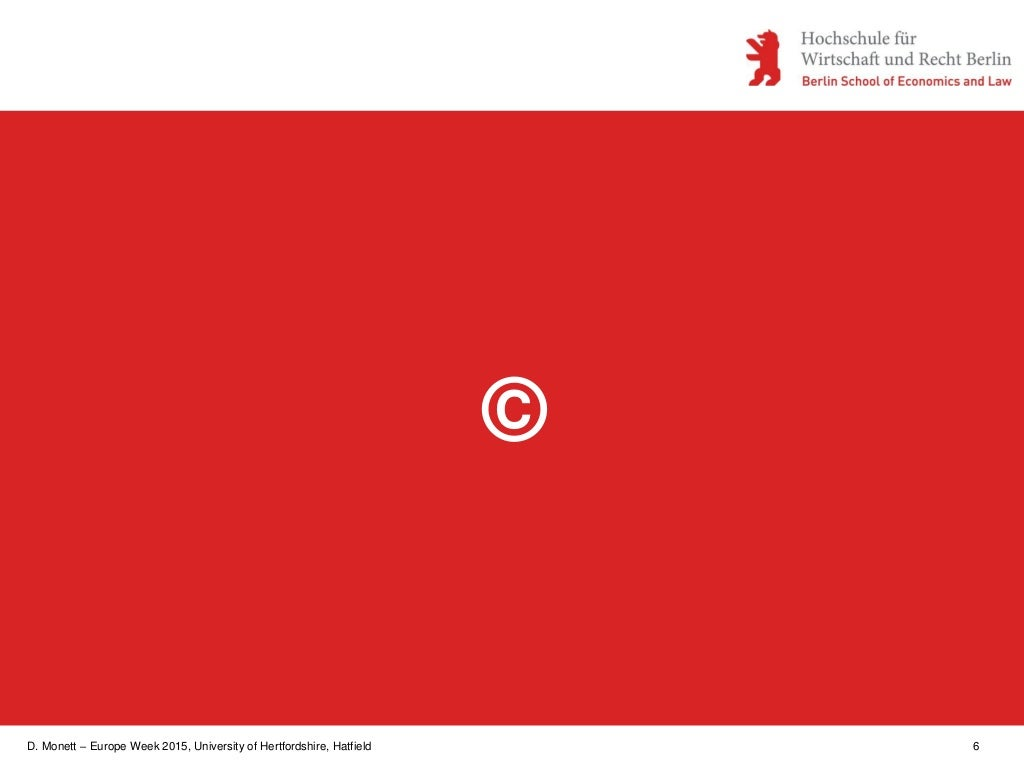 Hochschule für
Wirtschaft und Recht Berlin
Berlin School of Economics and Law
©
D. Monett – Europe Week 2015, University of Hertfordshire, Hatfield
6